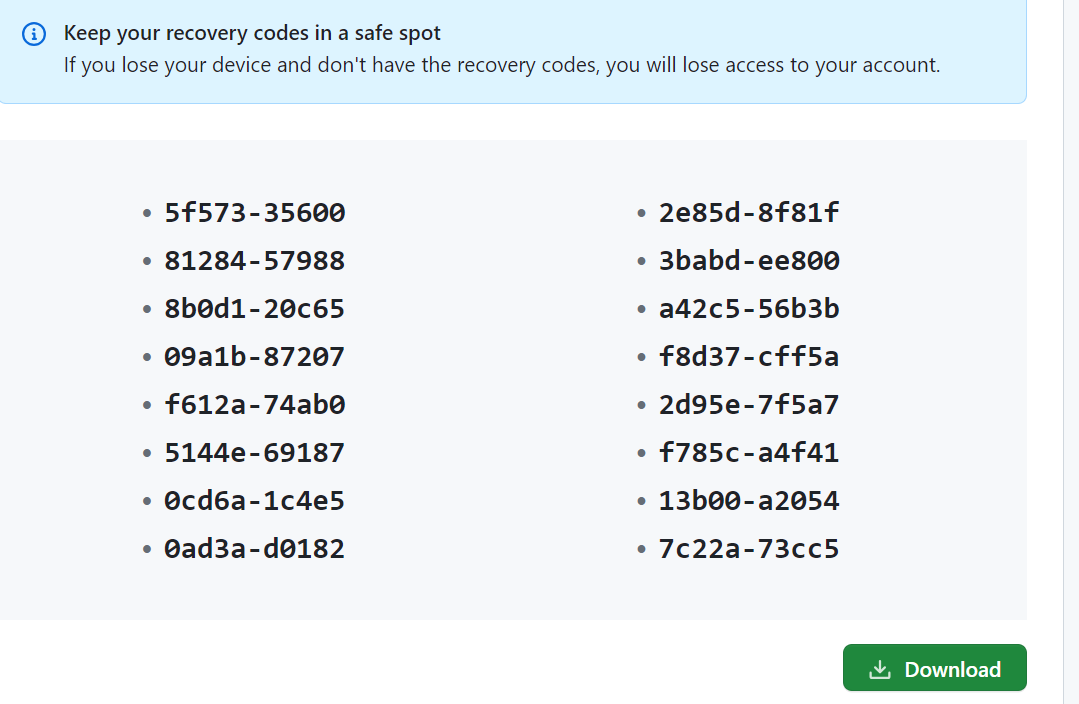 Keep your recovery codes in a safe spot
If you lose your device and don't have the recovery codes, you will lose access to your account.
5f573-35600
2e85d-8f81f
81284-57988
3babd-ee800
8b0d1-20c65
a42c5-56b3b
09a1b-87207
f8d37-cff5a
f612a-74ab0
2d95e-7f5a7
5144e-69187
f785c-a4f41
0cd6a-1c4e5
13b00-a2054
0ad3a-d0182
7c22a-73cc5
Download